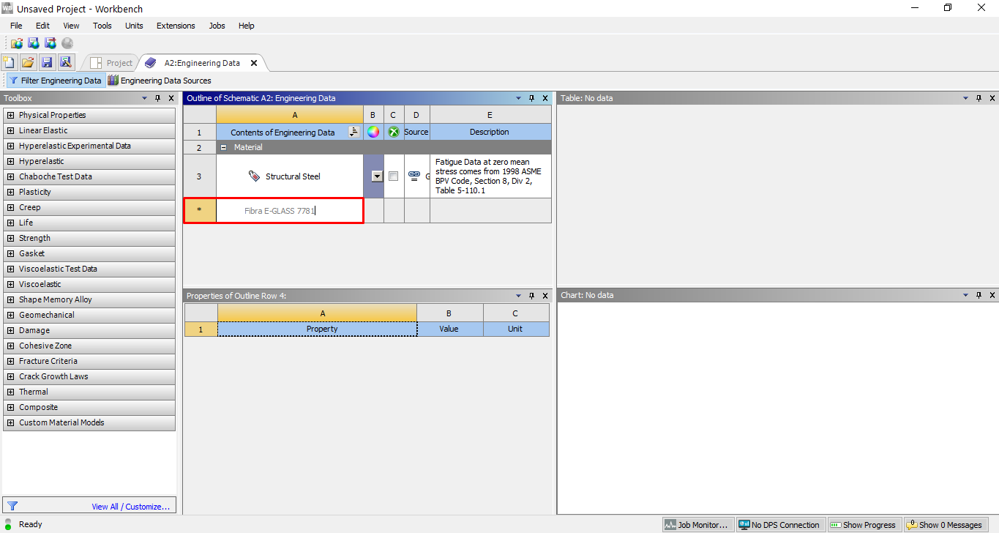 WB Unsaved Project - Workbench
File Edit View Tools Units Extensions Jobs Help
Project A2:Engineering Data
Filter Engineering Data Engineering Data Sources
Toolbox
Physical Properties
Linear Elastic
Hyperelastic Experimental Data
Hyperelastic
Chaboche Test Data
Plasticity
Creep
Life
Strength
Gasket
Viscoelastic Test Data
Viscoelastic
Shape Memory Alloy
Geomechanical
Damage
Cohesive Zone
Fracture Criteria
Crack Growth Laws
Thermal
Composite
Custom Material Models
View All / Customize...
Outline of Schematic A2: Engineering Data
A B C D E
1 Contents of Engineering Data Source Description
2 Material
3 Structural Steel G
Fatigue Data at zero mean
stress comes from 1998 ASME
BPV Code, Section 8, Div 2,
Table 5-110.1
* Fibra E-GLASS 7781
Properties of Outline Row 4:
A B C
1 Property Value Unit
Table: No data
Chart: No data
Ready
Job Monitor... No DPS Connection Show Progress Show 0 Messages